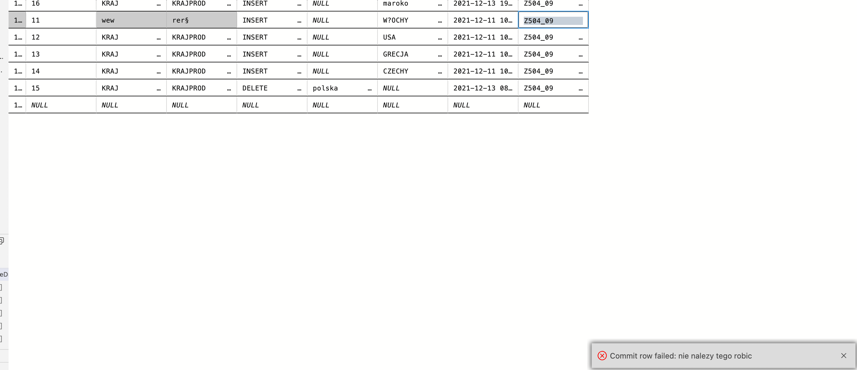 1… 16 KRAJ … KRAJPROD … INSERT … NULL maroko … 2021-12-13 19… Z504_09 …
1… 11 wew rer§ INSERT … NULL W?OCHY … 2021-12-11 10… Z504_09
1… 12 KRAJ … KRAJPROD … INSERT … NULL USA … 2021-12-11 10… Z504_09 …
1… 13 KRAJ … KRAJPROD … INSERT … NULL GRECJA … 2021-12-11 10… Z504_09 …
1… 14 KRAJ … KRAJPROD … INSERT … NULL CZECHY … 2021-12-11 10… Z504_09 …
1… 15 KRAJ … KRAJPROD … DELETE … polska … NULL 2021-12-13 08… Z504_09 …
1… NULL NULL NULL NULL NULL NULL NULL NULL
eD
]
]
]
]
]
Commit row failed: nie nalezy tego robic